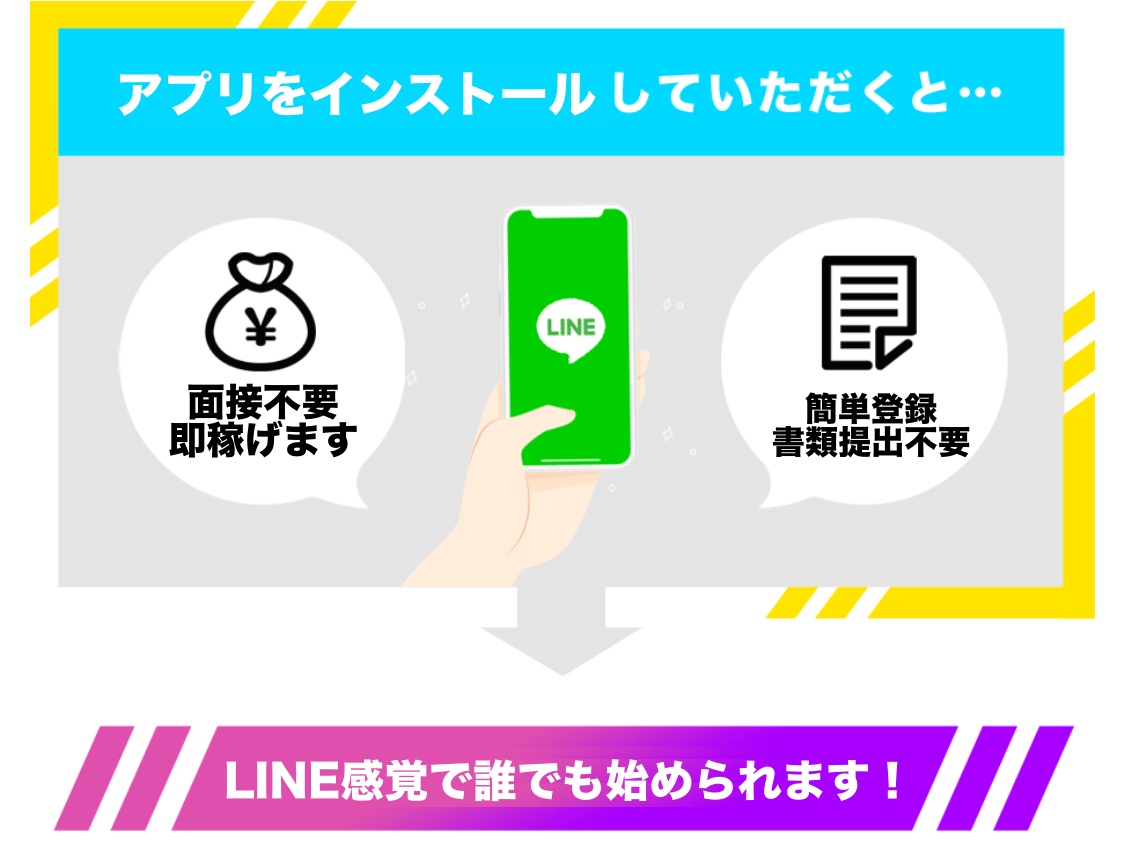 アプリをインストールしていただくと…
¥
面接不要
即稼げます
LINE
簡単登録
書類提出不要
LINE感覚で誰でも始められます！